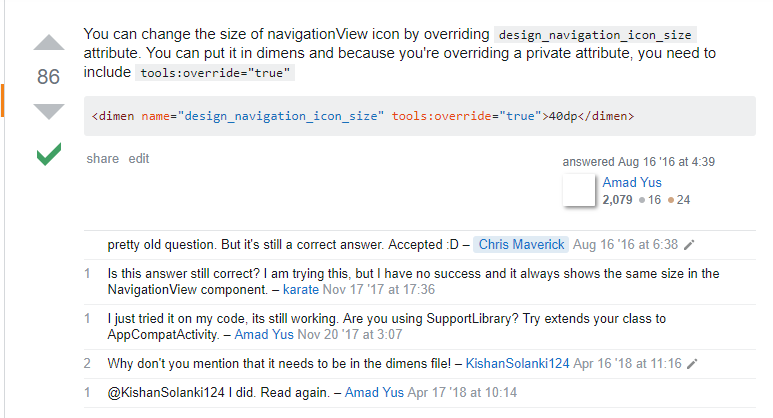 You can change the size of navigationView icon by overriding design_navigation_icon_size
attribute. You can put it in dimens and because you're overriding a private attribute, you need to
include tools:override="true"
86
<dimen name="design_navigation_icon_size" tools:override="true">40dp</dimen>
share edit
answered Aug 16 '16 at 4:39
Amad Yus
2,079 ●16 ●24
pretty old question. But it's still a correct answer. Accepted :D – Chris Maverick Aug 16 '16 at 6:38
1 Is this answer still correct? I am trying this, but I have no success and it always shows the same size in the
NavigationView component. – karate Nov 17 '17 at 17:36
1 I just tried it on my code, its still working. Are you using SupportLibrary? Try extends your class to
AppCompatActivity. – Amad Yus Nov 20 '17 at 3:07
2 Why don't you mention that it needs to be in the dimens file! – KishanSolanki124 Apr 16 '18 at 11:16
1 @KishanSolanki124 I did. Read again. – Amad Yus Apr 17 '18 at 10:14